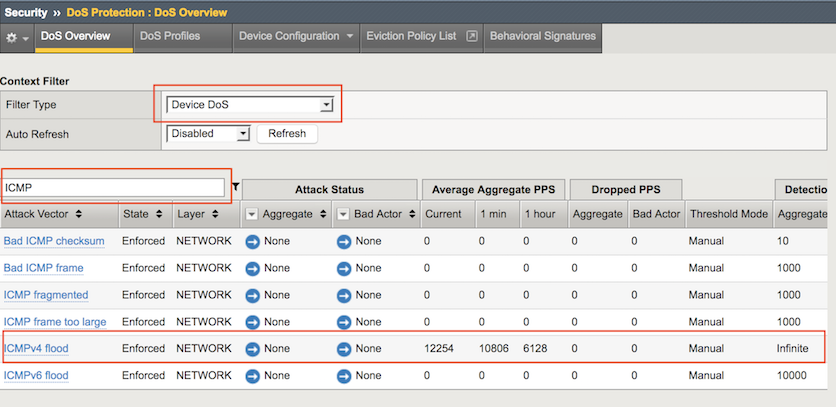 Security ›› DoS Protection : DoS Overview
DoS Overview DoS Profiles Device Configuration Eviction Policy List Behavioral Signatures
Context Filter
Filter Type Device DoS
Auto Refresh Disabled Refresh
ICMP Attack Status Average Aggregate PPS Dropped PPS Detectio
Attack Vector State Layer Aggregate Bad Actor Current 1 min 1 hour Aggregate Bad Actor Threshold Mode Aggregate
Bad ICMP checksum Enforced NETWORK None None 0 0 0 0 0 Manual 10
Bad ICMP frame Enforced NETWORK None None 0 0 0 0 0 Manual 1000
ICMP fragmented Enforced NETWORK None None 0 0 0 0 0 Manual 1000
ICMP frame too large Enforced NETWORK None None 0 0 0 0 0 Manual 1000
ICMPv4 flood Enforced NETWORK None None 12254 10806 6128 0 0 Manual Infinite
ICMPv6 flood Enforced NETWORK None None 0 0 0 0 0 Manual 10000